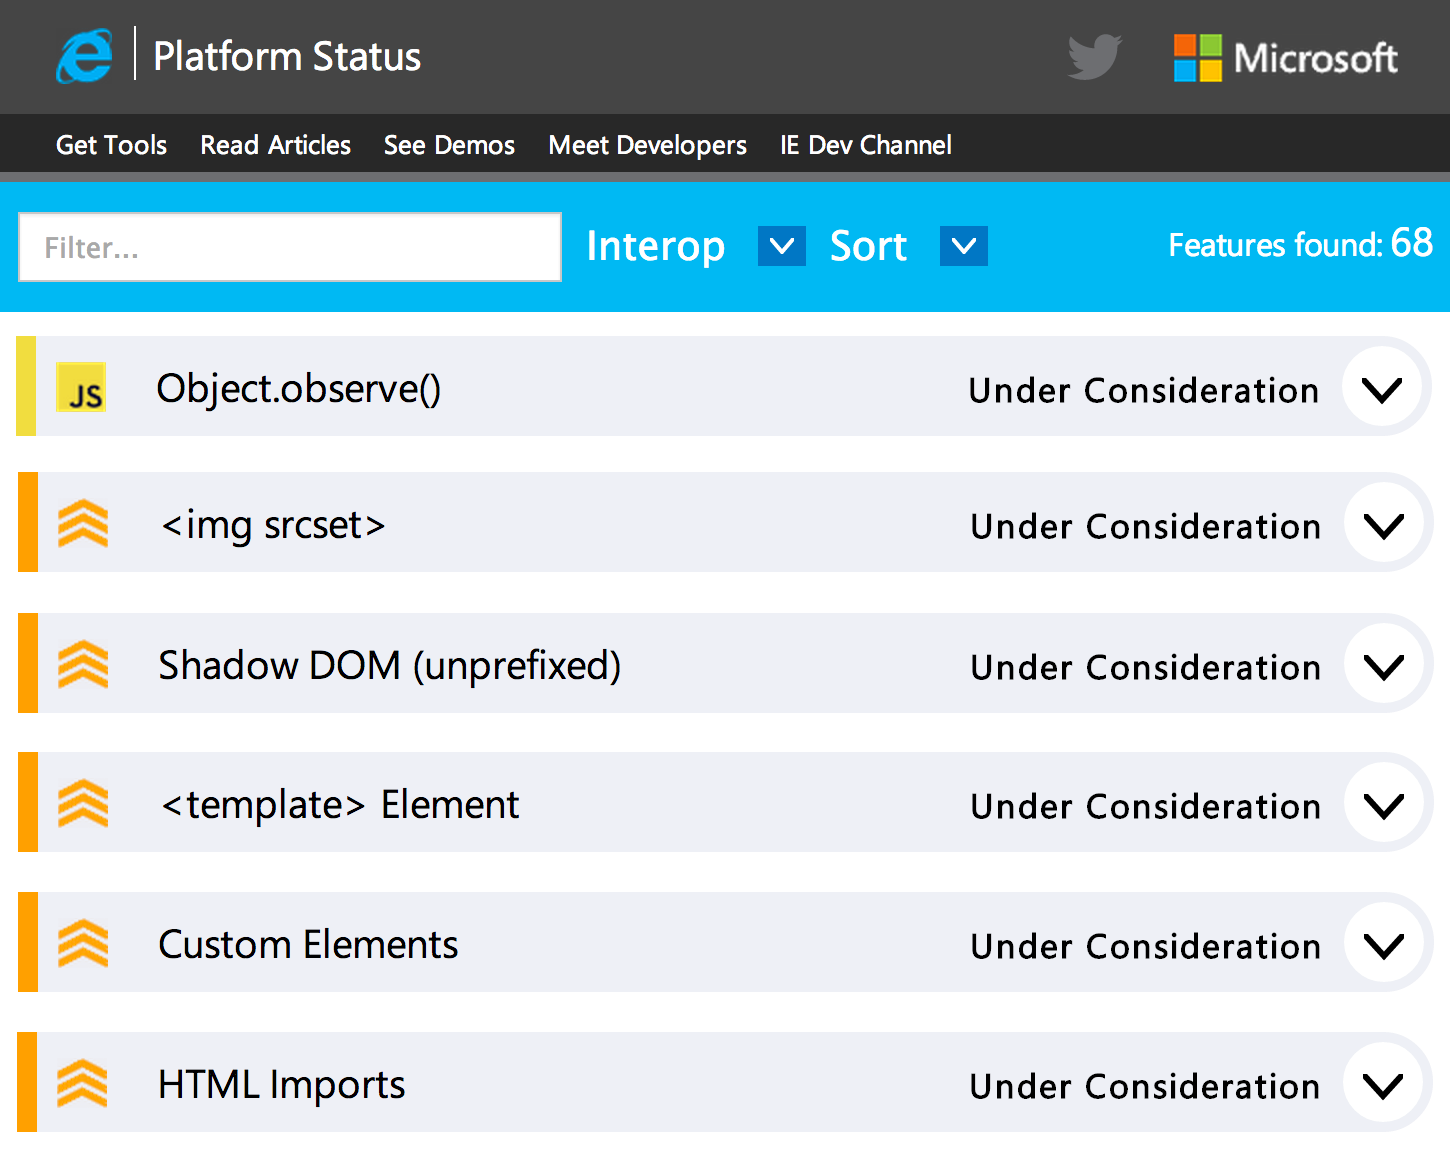 Platform Status
Microsoft
Get Tools Read Articles See Demos Meet Developers IE Dev Channel
Filter... Interop Sort Features found: 68
JS Object.observe() Under Consideration
<img srcset> Under Consideration
Shadow DOM (unprefixed) Under Consideration
<template> Element Under Consideration
Custom Elements Under Consideration
HTML Imports Under Consideration